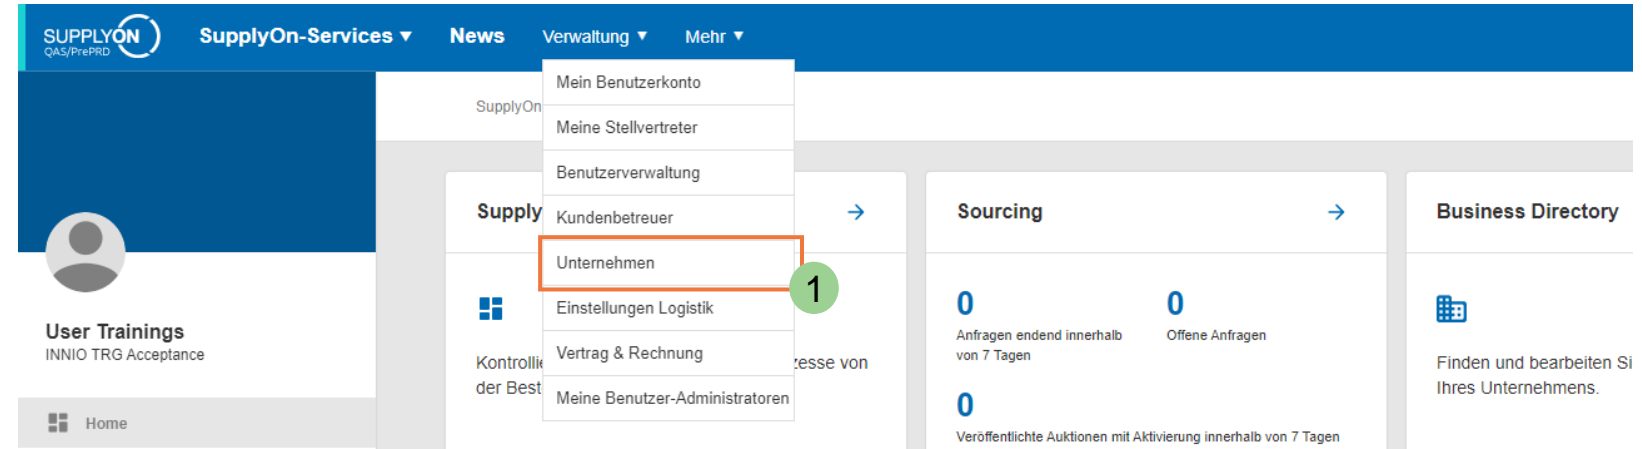 SUPPLYON
QAS/PrePRD
SupplyOn-Services ▼
News
Verwaltung ▼
Mehr ▼
Mein Benutzerkonto
Meine Stellvertreter
Benutzerverwaltung
Kundenbetreuer
Unternehmen
Einstellungen Logistik
Vertrag & Rechnung
Meine Benutzer-Administratoren
1
SupplyOn
User Trainings
INNIO TRG Acceptance
Home
Supply
Kontrollie
zesse von
der Best
Sourcing
0
Anfragen endend innerhalb
von 7 Tagen
0
Offene Anfragen
0
Veröffentlichte Auktionen mit Aktivierung innerhalb von 7 Tagen
Business Directory
Finden und bearbeiten Si
Ihres Unternehmens.